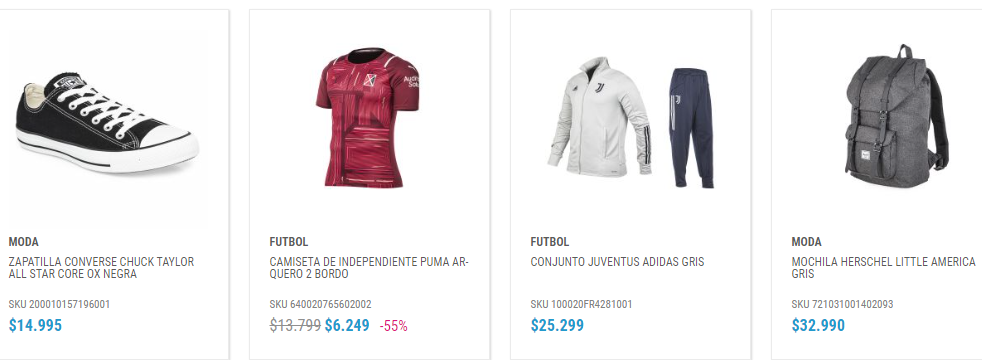 MODA
ZAPATILLA CONVERSE CHUCK TAYLOR
ALL STAR CORE OX NEGRA
SKU 200010157196001
$14.995
FUTBOL
CAMISETA DE INDEPENDIENTE PUMA AR-
QUERO 2 BORDO
SKU 640020765602002
$13.799 $6.249 -55%
FUTBOL
CONJUNTO JUVENTUS ADIDAS GRIS
SKU 100020FR4281001
$25.299
MODA
MOCHILA HERSCHEL LITTLE AMERICA
GRIS
SKU 721031001402093
$32.990